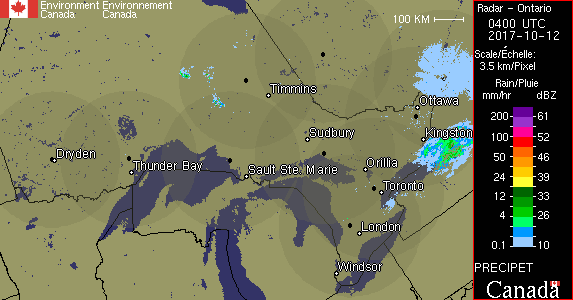 Environment Environnement
Canada Canada
100 KM
Timmins
Ottawa
Sudbury
Kingston
Dryden
Thunder Bay
Sault Ste. Marie
Orillia
Toronto
London
Windsor
Radar - Ontario
0400 UTC
2017-10-12
Scale/Échelle:
3.5 km/Pixel
Rain/Pluie
mm/hr dBZ
200 61
100 52
50 46
24 39
12 33
4 26
0.1 10
PRECIPET
Canada